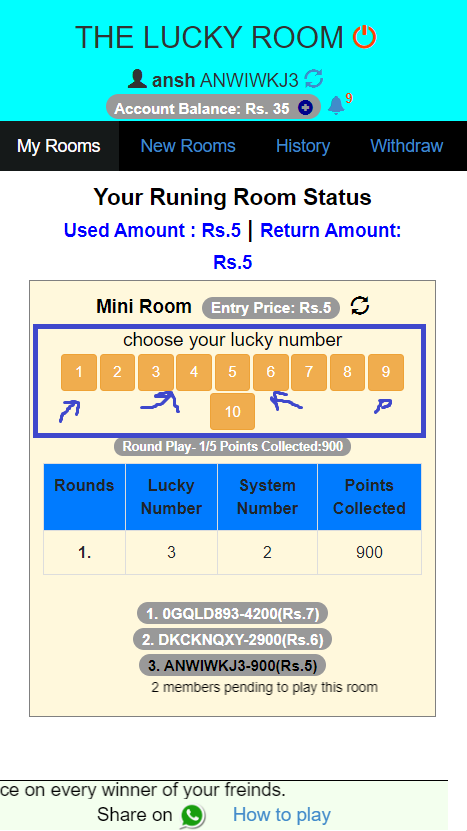 THE LUCKY ROOM
ansh ANWIWKJ3
Account Balance: Rs. 35
9
My Rooms New Rooms History Withdraw
Your Runing Room Status
Used Amount : Rs.5 | Return Amount:
Rs.5
Mini Room Entry Price: Rs.5
choose your lucky number
1 2 3 4 5 6 7 8 9
10
Round Play- 1/5 Points Collected:900
Rounds Lucky Number System Number Points Collected
1. 3 2 900
1. 0GQLD893-4200(Rs.7)
2. DKCKNQXY-2900(Rs.6)
3. ANWIWKJ3-900(Rs.5)
2 members pending to play this room
ce on every winner of your freinds.
Share on How to play